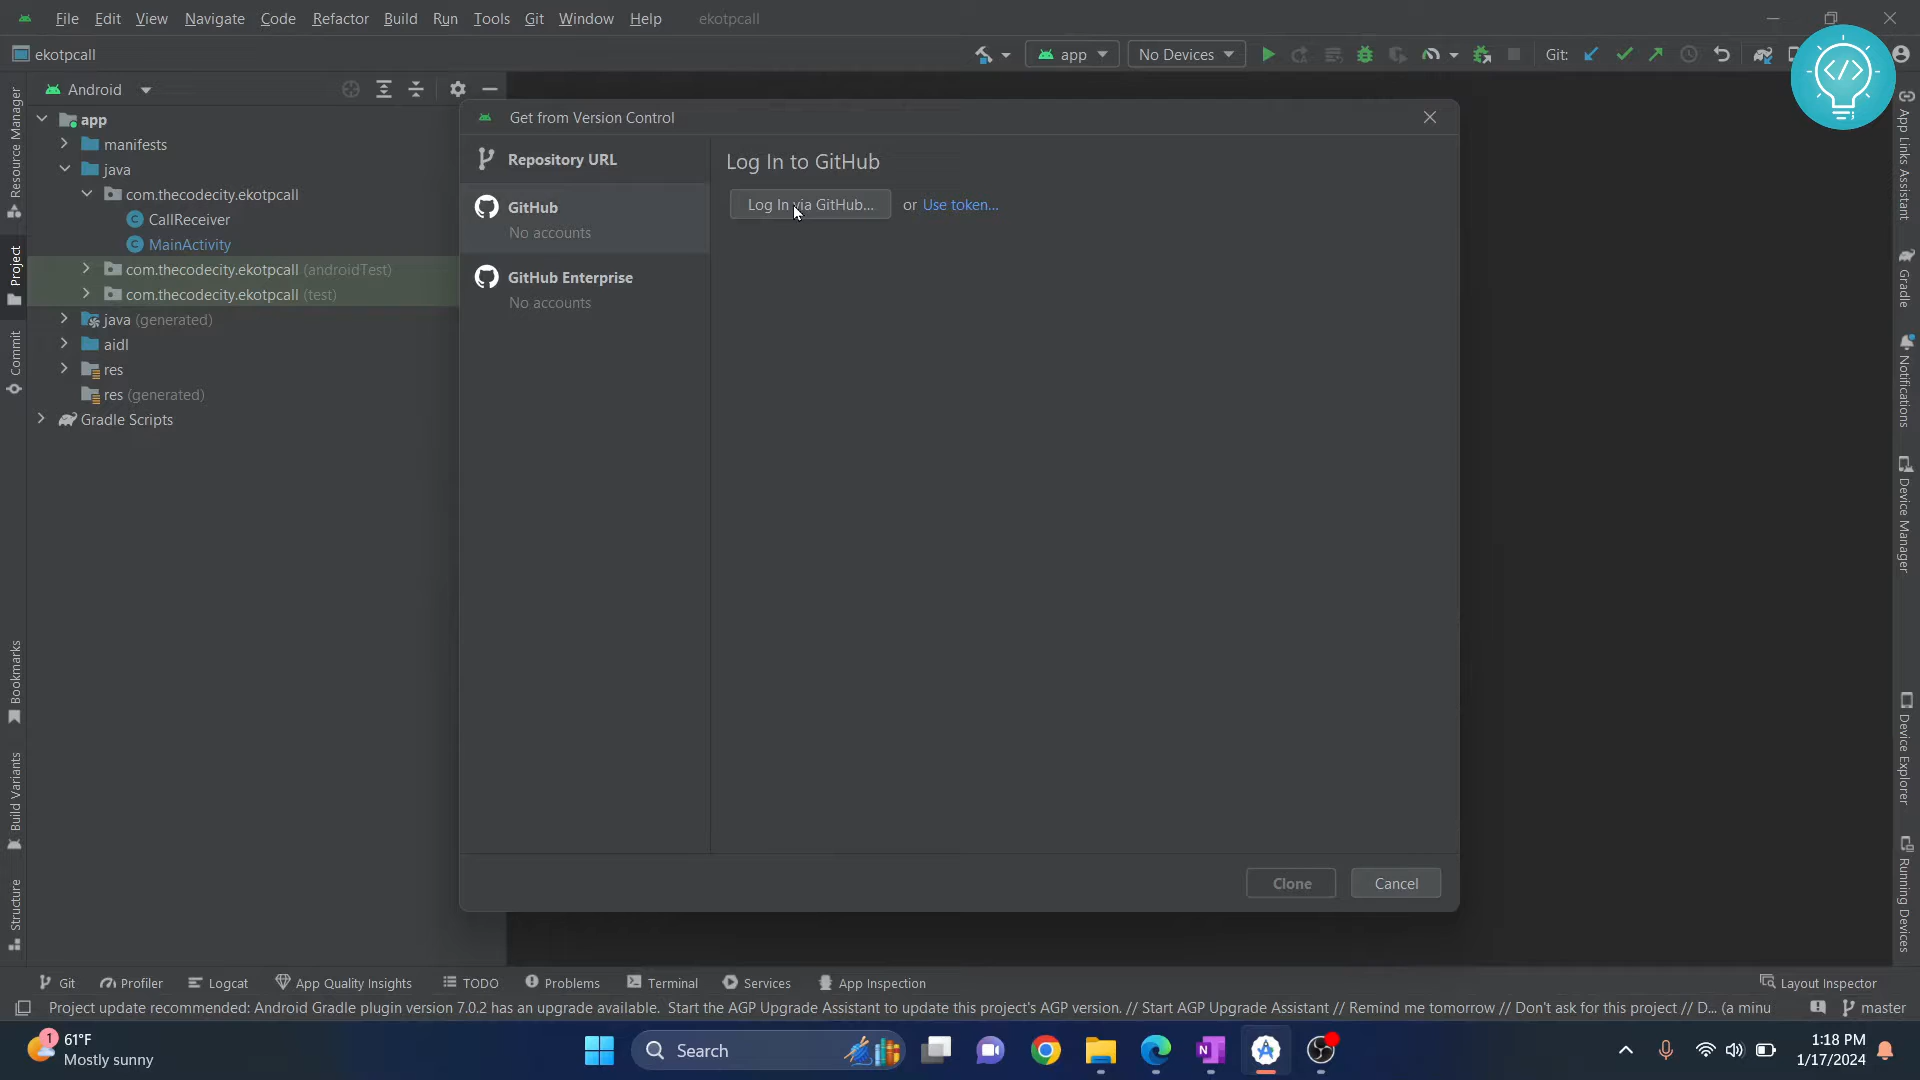 File Edit View Navigate Code Refactor Build Run Tools Git Window Help ekotpcall
ekotpcall
app
No Devices
Git:
Android
app
manifests
java
com.thecodecity.ekotpcall
CallReceiver
MainActivity
com.thecodecity.ekotpcall (androidTest)
com.thecodecity.ekotpcall (test)
java (generated)
aidl
res
res (generated)
Gradle Scripts
Resource Manager
Project
Commit
Bookmarks
Build Variants
Structure
Get from Version Control
Repository URL
GitHub
No accounts
GitHub Enterprise
No accounts
Log In to GitHub
Log In via GitHub... or Use token...
Clone
Cancel
App Links Assistant
Gradle
Notifications
Device Manager
Device Explorer
Running Devices
Git Profiler Logcat App Quality Insights TODO Problems Terminal Services App Inspection Layout Inspector
Project update recommended: Android Gradle plugin version 7.0.2 has an upgrade available. Start the AGP Upgrade Assistant to update this project's AGP version. // Start AGP Upgrade Assistant // Remind me tomorrow // Don't ask for this project // D... (a minu
master
1
61°F
Mostly sunny
Search
1:18 PM
1/17/2024